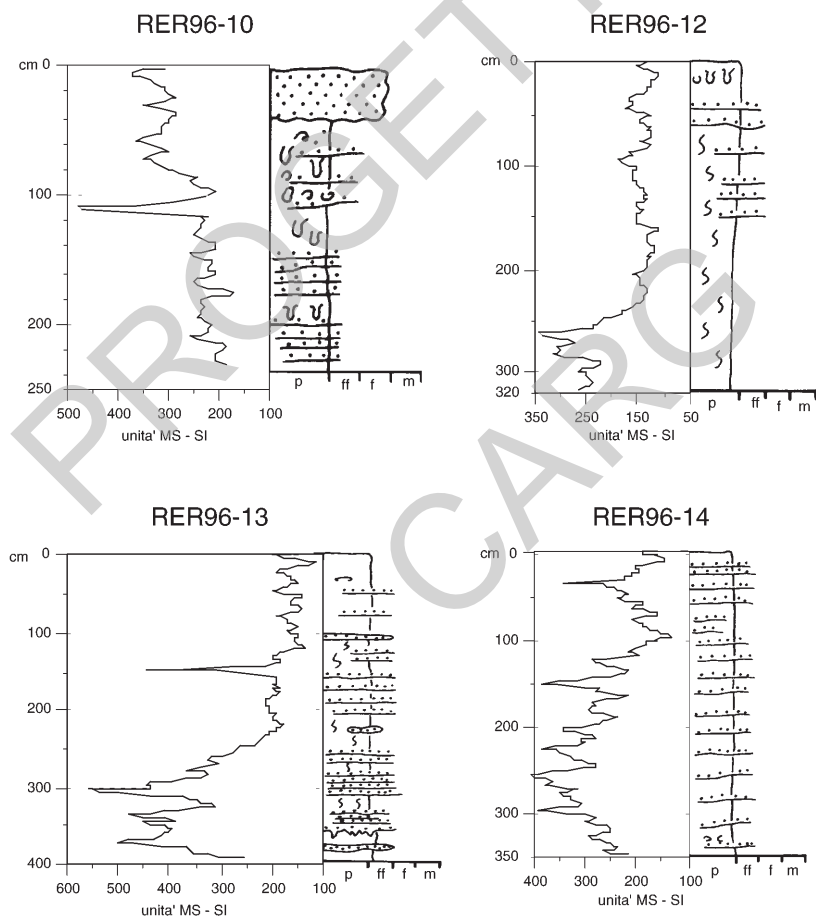 RER96-10
RER96-12
cm 0
100
200
250
500 400 300 200 100
unita' MS - SI
p ff f m
cm 0
100
200
300
320
350 250 150 50
unita' MS - SI
p ff f m
RER96-13
RER96-14
cm 0
100
200
300
400
600 500 400 300 200 100
unita' MS - SI
p ff f m
cm 0
100
200
300
350
400 300 200 100
unita' MS - SI
p ff f m
PROGET
CARG